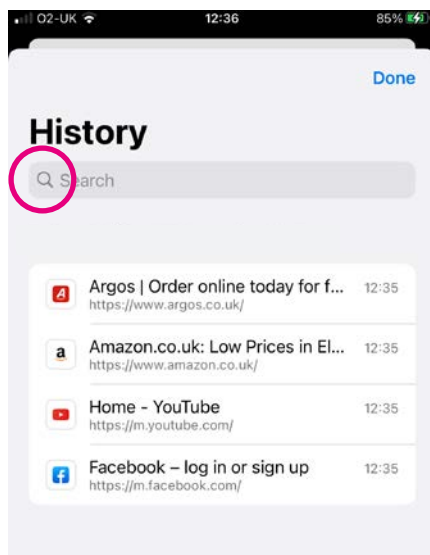 O2-UK 12:36 85%
Done
History
Search
Argos | Order online today for f... 12:35
https://www.argos.co.uk/
Amazon.co.uk: Low Prices in El... 12:35
https://www.amazon.co.uk/
Home - YouTube 12:35
https://m.youtube.com/
Facebook – log in or sign up 12:35
https://m.facebook.com/